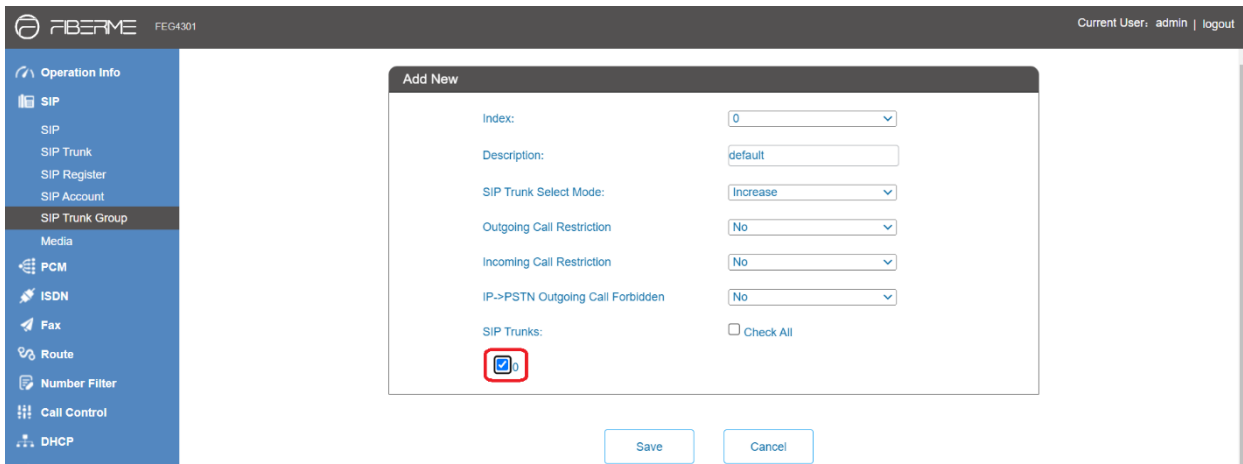 FIBERME FEG4301 Current User: admin | logout
Operation Info
SIP
SIP
SIP Trunk
SIP Register
SIP Account
SIP Trunk Group
Media
PCM
ISDN
Fax
Route
Number Filter
Call Control
DHCP
Add New
Index: 0
Description: default
SIP Trunk Select Mode: Increase
Outgoing Call Restriction No
Incoming Call Restriction No
IP->PSTN Outgoing Call Forbidden No
SIP Trunks: Check All
0
Save Cancel